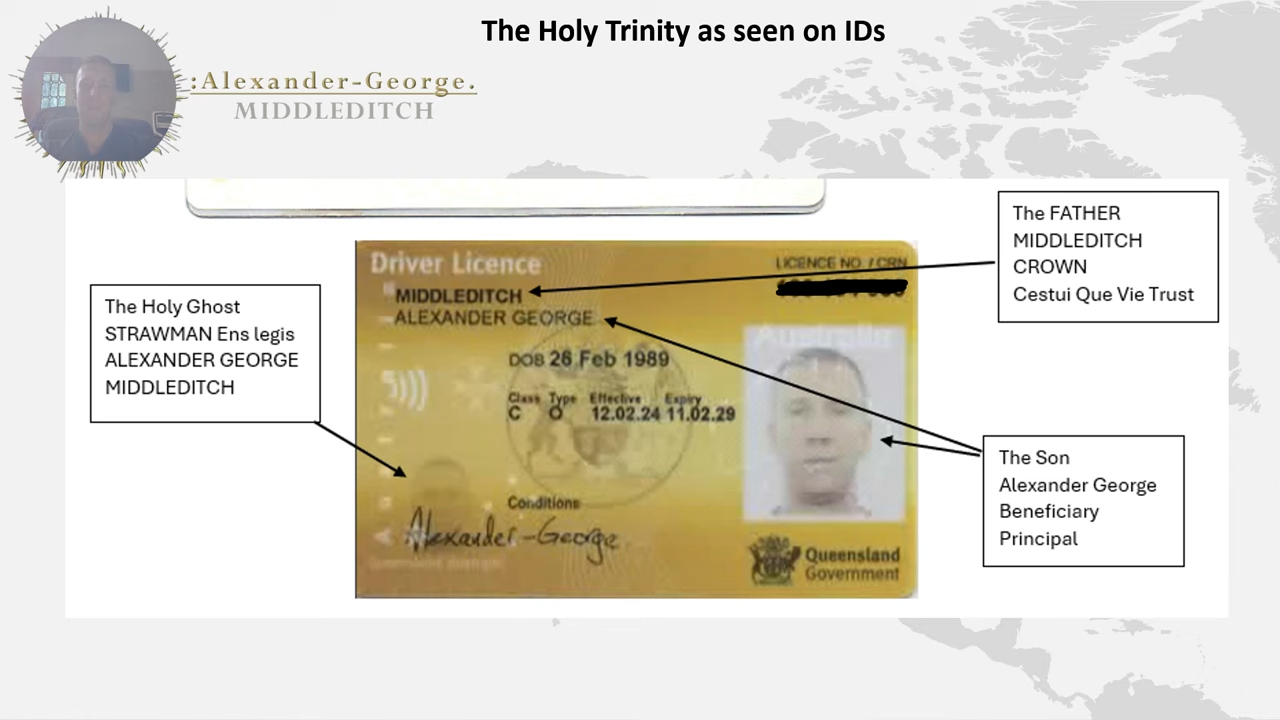 The Holy Trinity as seen on IDs
:Alexander-George.
MIDDLEDITCH
The FATHER
MIDDLEDITCH
CROWN
Cestui Que Vie Trust
The Holy Ghost
STRAWMAN Ens legis
ALEXANDER GEORGE
MIDDLEDITCH
Driver Licence
LICENCE NO. / CRN
MIDDLEDITCH
ALEXANDER GEORGE
Australia
DOB 26 Feb 1989
Class Type Effective Expiry
C O 12.02.24 11.02.29
Conditions
Alexander-George.
Queensland
Government
The Son
Alexander George
Beneficiary
Principal